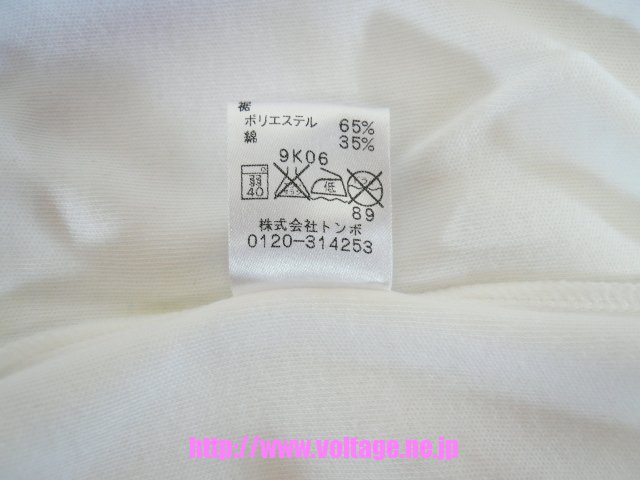 裾
ポリエステル 65%
綿 35%
9K06
40
低
89
株式会社トンボ
0120-314253
http://www.voltage.ne.jp